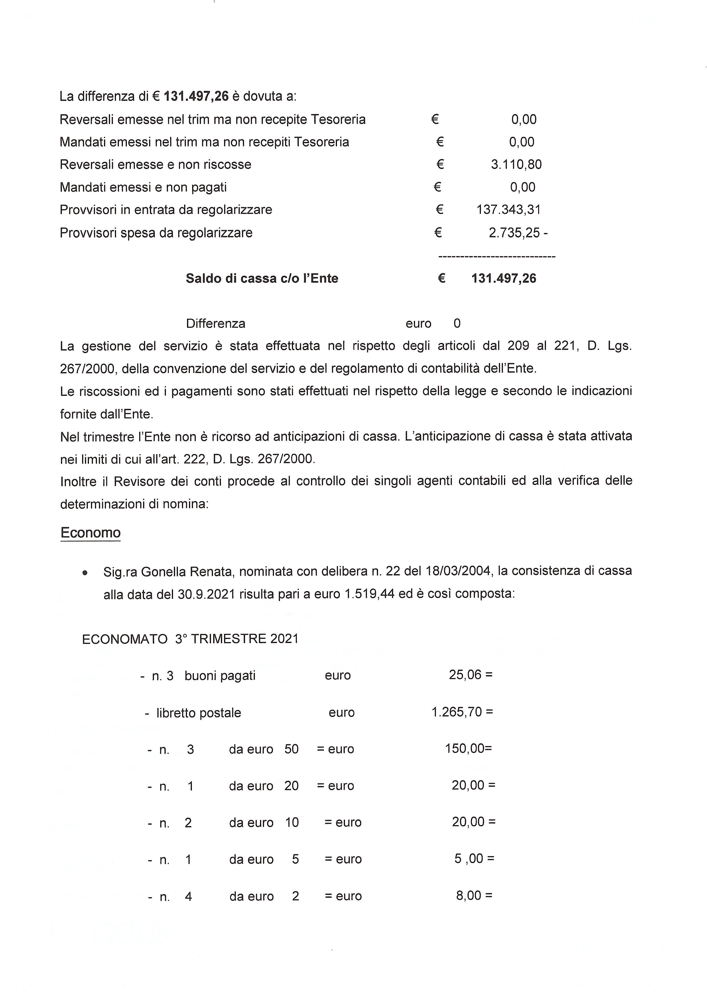 La differenza di € 131.497,26 è dovuta a:
Reversali emesse nel trim ma non recepite Tesoreria € 0,00
Mandati emessi nel trim ma non recepiti Tesoreria € 0,00
Reversali emesse e non riscosse € 3.110,80
Mandati emessi e non pagati € 0,00
Provvisori in entrata da regolarizzare € 137.343,31
Provvisori spesa da regolarizzare € 2.735,25 -
---------------------------
Saldo di cassa c/o l’Ente € 131.497,26
Differenza euro 0
La gestione del servizio è stata effettuata nel rispetto degli articoli dal 209 al 221, D. Lgs.
267/2000, della convenzione del servizio e del regolamento di contabilità dell’Ente.
Le riscossioni ed i pagamenti sono stati effettuati nel rispetto della legge e secondo le indicazioni
fornite dall’Ente.
Nel trimestre l’Ente non è ricorso ad anticipazioni di cassa. L’anticipazione di cassa è stata attivata
nei limiti di cui all’art. 222, D. Lgs. 267/2000.
Inoltre il Revisore dei conti procede al controllo dei singoli agenti contabili ed alla verifica delle
determinazioni di nomina:
Economo
• Sig.ra Gonella Renata, nominata con delibera n. 22 del 18/03/2004, la consistenza di cassa
alla data del 30.9.2021 risulta pari a euro 1.519,44 ed è così composta:
ECONOMATO 3° TRIMESTRE 2021
- n. 3 buoni pagati euro 25,06 =
- libretto postale euro 1.265,70 =
- n. 3 da euro 50 = euro 150,00=
- n. 1 da euro 20 = euro 20,00 =
- n. 2 da euro 10 = euro 20,00 =
- n. 1 da euro 5 = euro 5 ,00 =
- n. 4 da euro 2 = euro 8,00 =